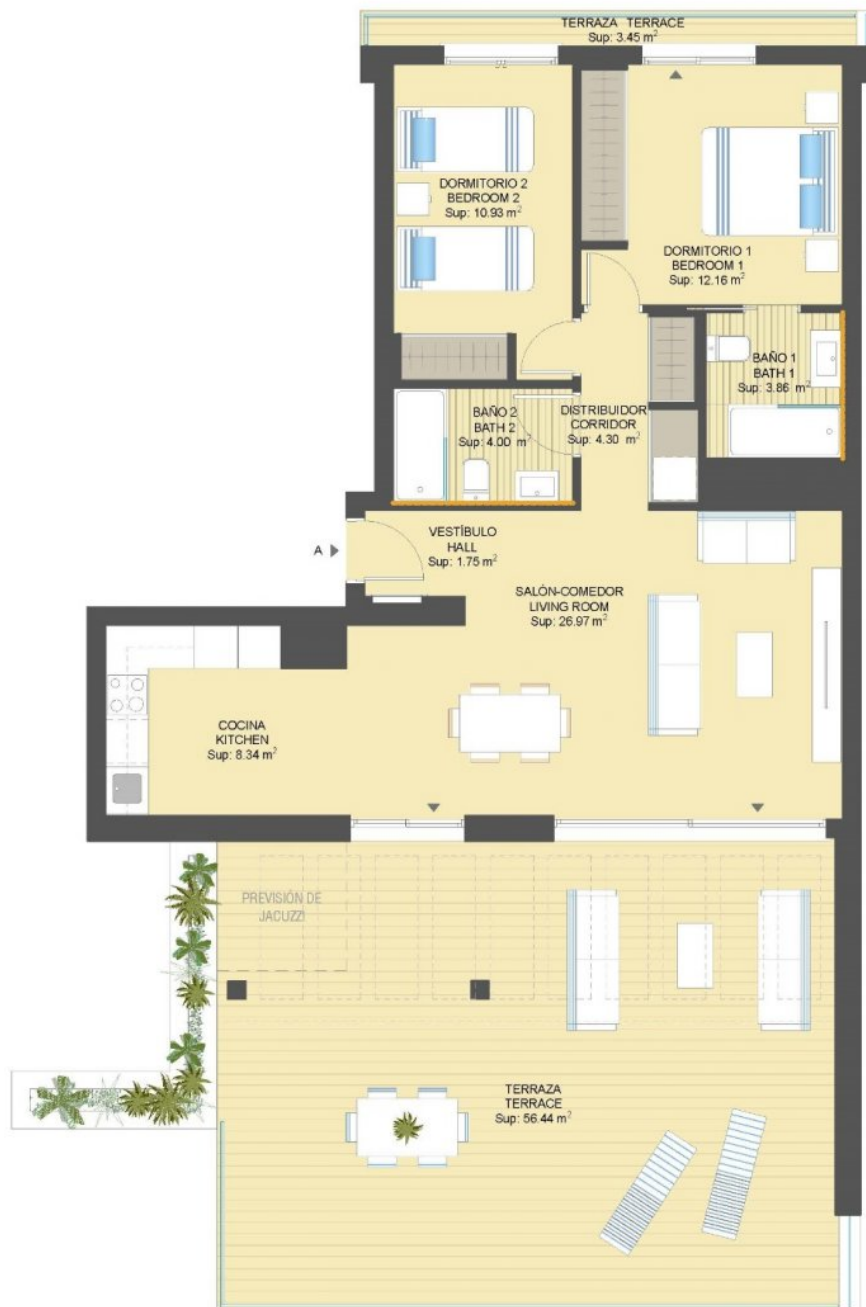 TERRAZA TERRACE
Sup: 3.45 m²
DORMITORIO 2
BEDROOM 2
Sup: 10.93 m²
DORMITORIO 1
BEDROOM 1
Sup: 12.16 m²
BAÑO 1
BATH 1
Sup: 3.86 m²
BAÑO 2
BATH 2
Sup: 4.00 m²
DISTRIBUIDOR
CORRIDOR
Sup: 4.30 m²
A
VESTÍBULO
HALL
Sup: 1.75 m²
SALÓN-COMEDOR
LIVING ROOM
Sup: 26.97 m²
COCINA
KITCHEN
Sup: 8.34 m²
PREVISIÓN DE
JACUZZI
TERRAZA
TERRACE
Sup: 56.44 m²